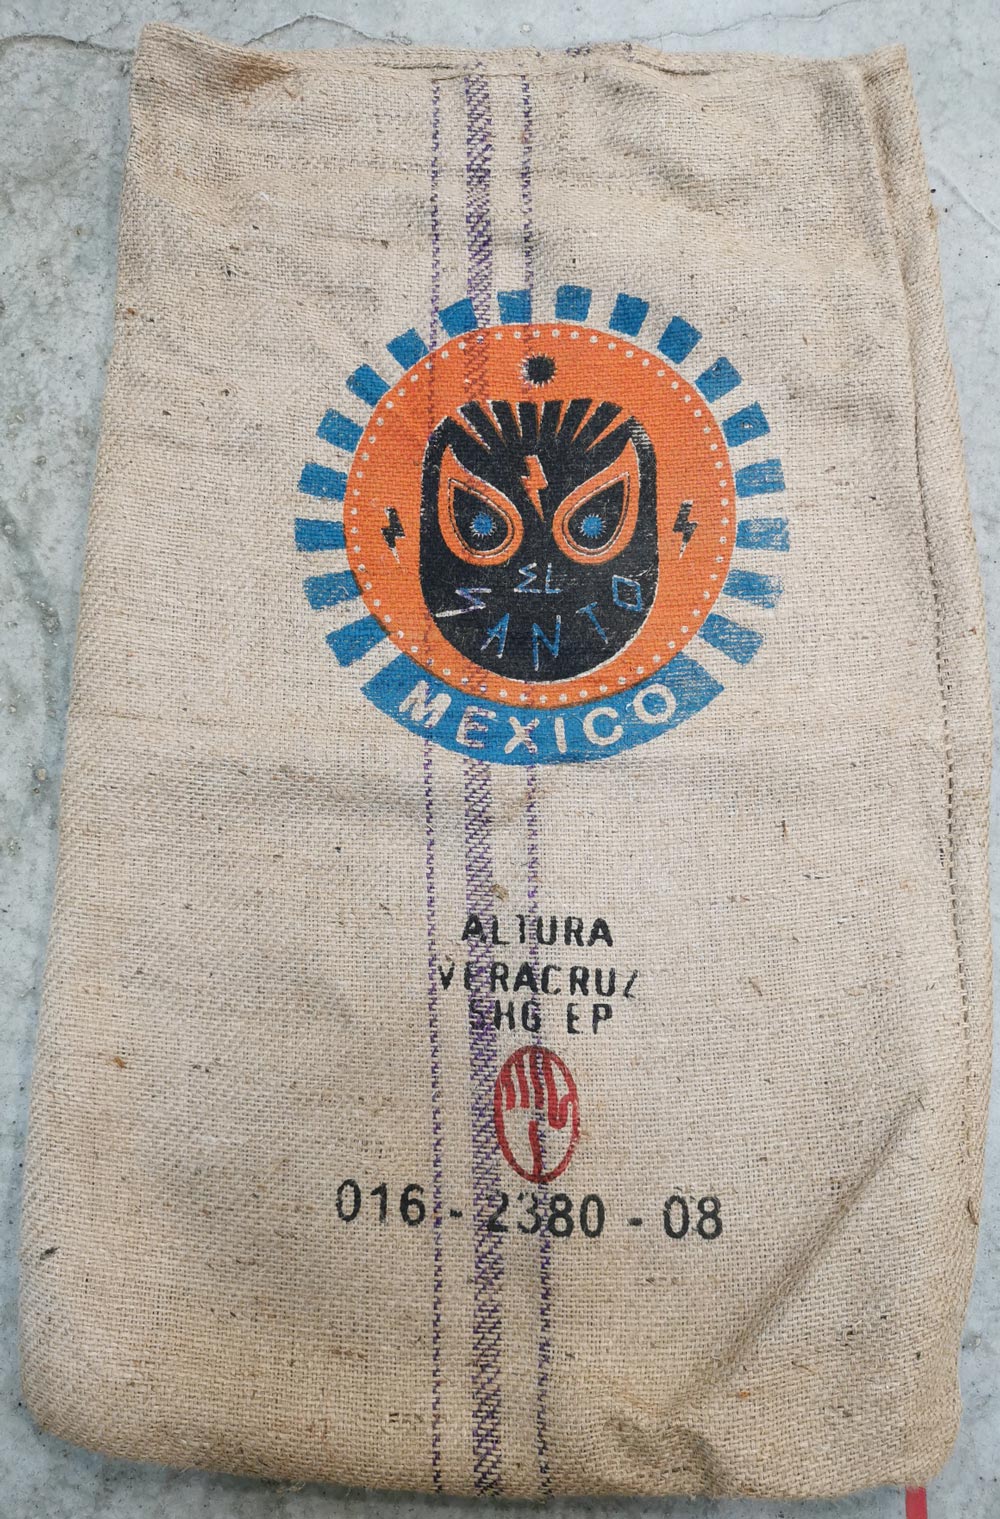 EL
SANTO
MEXICO
ALTURA
VERACRUZ
SHG EP
016 - 2380 - 08